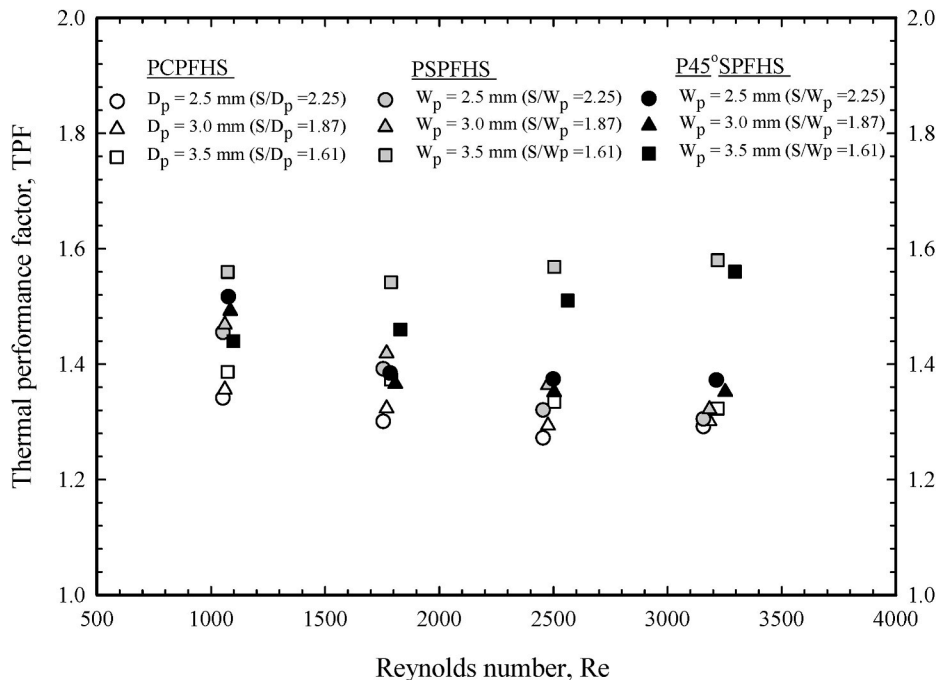 2.0 2.0
PCPFHS PSPFHS P45°SPFHS
Dp = 2.5 mm (S/Dp =2.25) Wp = 2.5 mm (S/Wp =2.25) Wp = 2.5 mm (S/Wp =2.25)
Dp = 3.0 mm (S/Dp =1.87) Wp = 3.0 mm (S/Wp =1.87) Wp = 3.0 mm (S/Wp =1.87)
Dp = 3.5 mm (S/Dp =1.61) Wp = 3.5 mm (S/Wp =1.61) Wp = 3.5 mm (S/Wp =1.61)
1.8 1.8
Thermal performance factor, TPF
1.6 1.6
1.4 1.4
1.2 1.2
1.0 1.0
500 1000 1500 2000 2500 3000 3500 4000
Reynolds number, Re